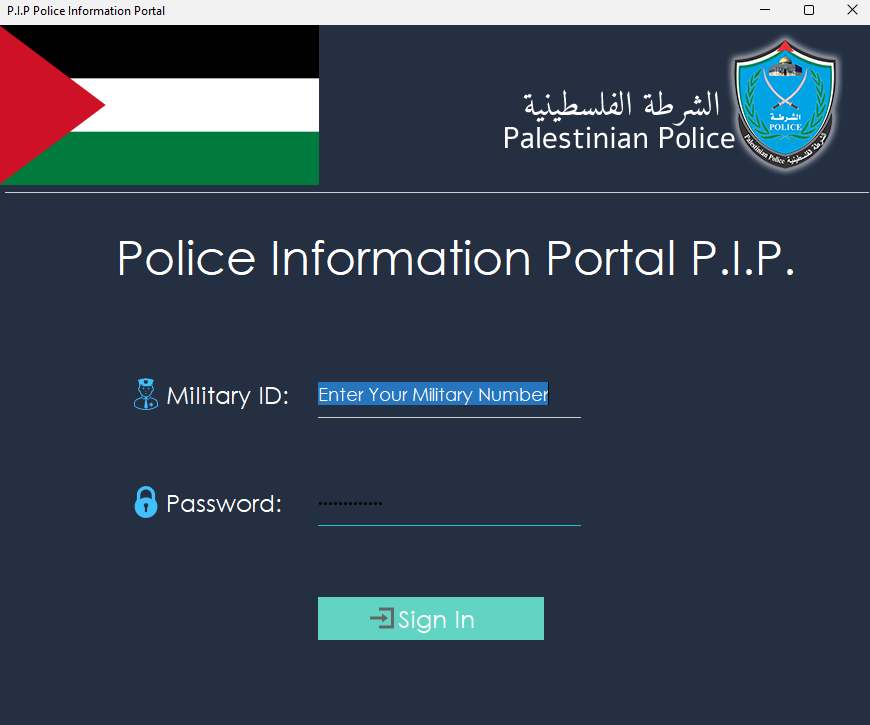 P.I.P Police Information Portal
الشرطة الفلسطينية
Palestinian Police
الشرطة
POLICE
Palestinian Police الشرطة الفلسطينية
Police Information Portal P.I.P.
Military ID: Enter Your Military Number
Password: •••••••••••••
Sign In